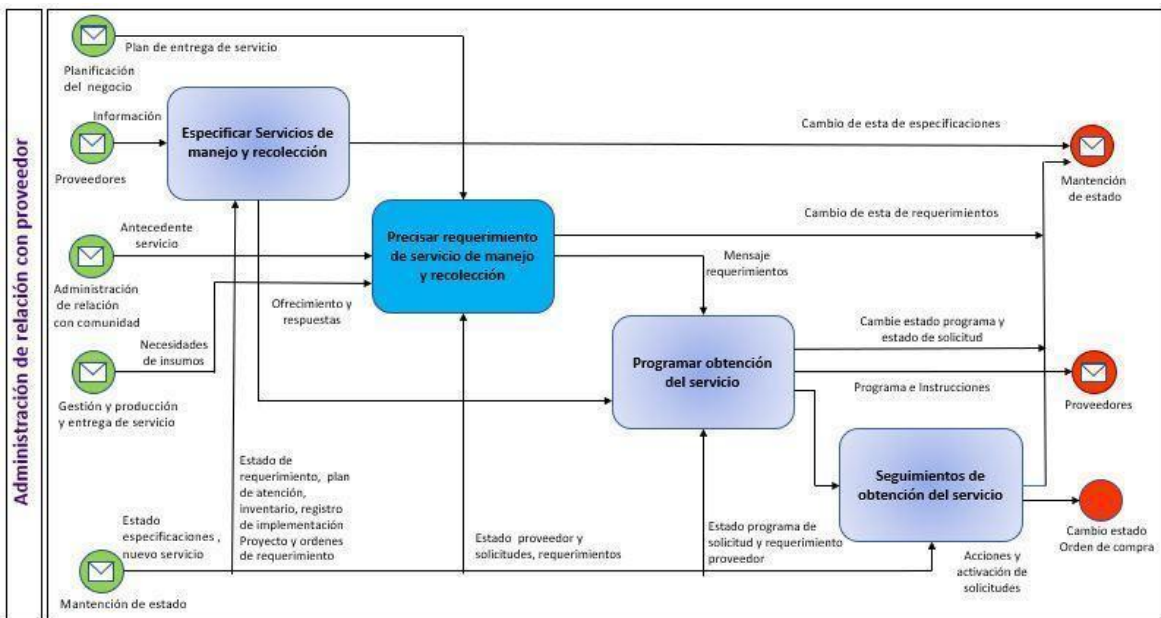 Administración de relación con proveedor
Plan de entrega de servicio
Planificación
del negocio
Información
Proveedores
Especificar Servicios de
manejo y recolección
Cambio de esta de especificaciones
Mantención
de estado
Antecedente
servicio
Administración
de relación
con comunidad
Precisar requerimiento
de servicio de manejo
y recolección
Cambio de esta de requerimientos
Mensaje
requerimientos
Ofrecimiento y
respuestas
Necesidades
de insumos
Gestión y producción
y entrega de servicio
Programar obtención
del servicio
Cambie estado programa y
estado de solicitud
Programa e Instrucciones
Proveedores
Seguimientos de
obtención del servicio
Cambio estado
Orden de compra
Estado
especificaciones ,
nuevo servicio
Mantención de estado
Estado de
requerimiento, plan
de atención,
inventario, registro
de implementación
Proyecto y ordenes
de requerimiento
Estado proveedor y
solicitudes, requerimientos
Estado programa de
solicitud y requerimiento
proveedor
Acciones y
activación de
solicitudes